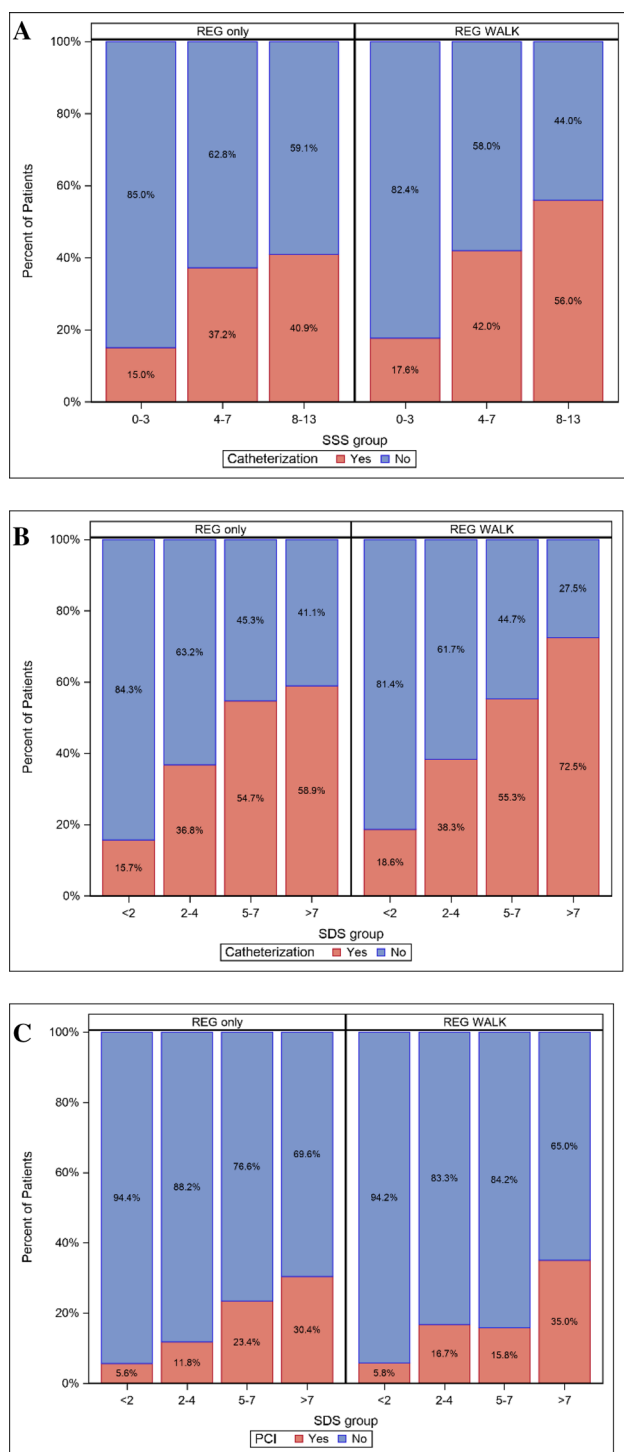 A
REG only REG WALK
100%
80%
60%
40%
20%
0%
Percent of Patients
85.0% 62.8% 59.1% 82.4% 58.0% 44.0%
15.0% 37.2% 40.9% 17.6% 42.0% 56.0%
0-3 4-7 8-13 0-3 4-7 8-13
SSS group
Catheterization Yes No
B
REG only REG WALK
100%
80%
60%
40%
20%
0%
Percent of Patients
84.3% 63.2% 45.3% 41.1% 81.4% 61.7% 44.7% 27.5%
15.7% 36.8% 54.7% 58.9% 18.6% 38.3% 55.3% 72.5%
<2 2-4 5-7 >7 <2 2-4 5-7 >7
SDS group
Catheterization Yes No
C
REG only REG WALK
100%
80%
60%
40%
20%
0%
Percent of Patients
94.4% 88.2% 76.6% 69.6% 94.2% 83.3% 84.2% 65.0%
5.6% 11.8% 23.4% 30.4% 5.8% 16.7% 15.8% 35.0%
<2 2-4 5-7 >7 <2 2-4 5-7 >7
SDS group
PCI Yes No